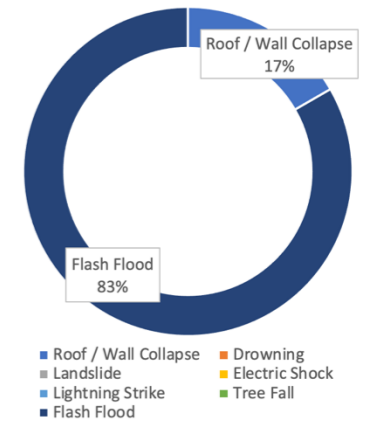 Roof / Wall Collapse
17%
Flash Flood
83%
Roof / Wall Collapse
Drowning
Landslide
Electric Shock
Lightning Strike
Tree Fall
Flash Flood